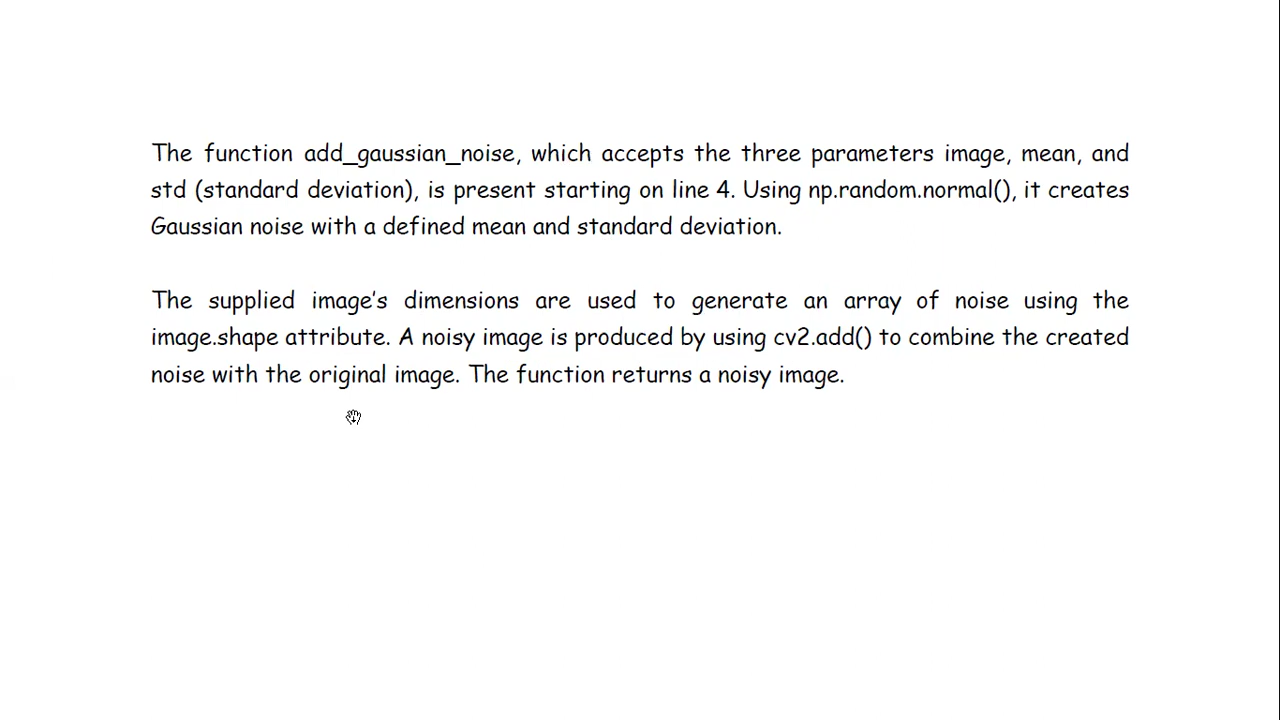 The function add_gaussian_noise, which accepts the three parameters image, mean, and
std (standard deviation), is present starting on line 4. Using np.random.normal(), it creates
Gaussian noise with a defined mean and standard deviation.
The supplied image's dimensions are used to generate an array of noise using the
image.shape attribute. A noisy image is produced by using cv2.add() to combine the created
noise with the original image. The function returns a noisy image.